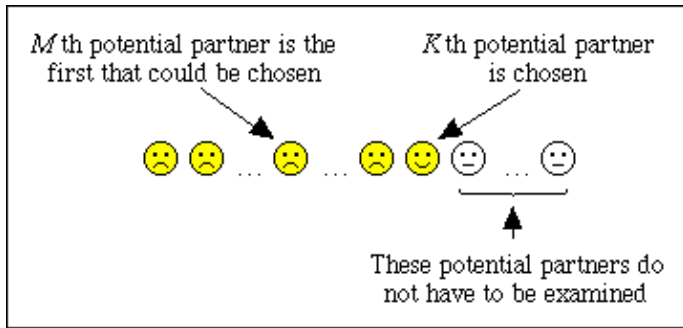 M th potential partner is the
first that could be chosen
K th potential partner
is chosen
... ... ...
These potential partners do
not have to be examined